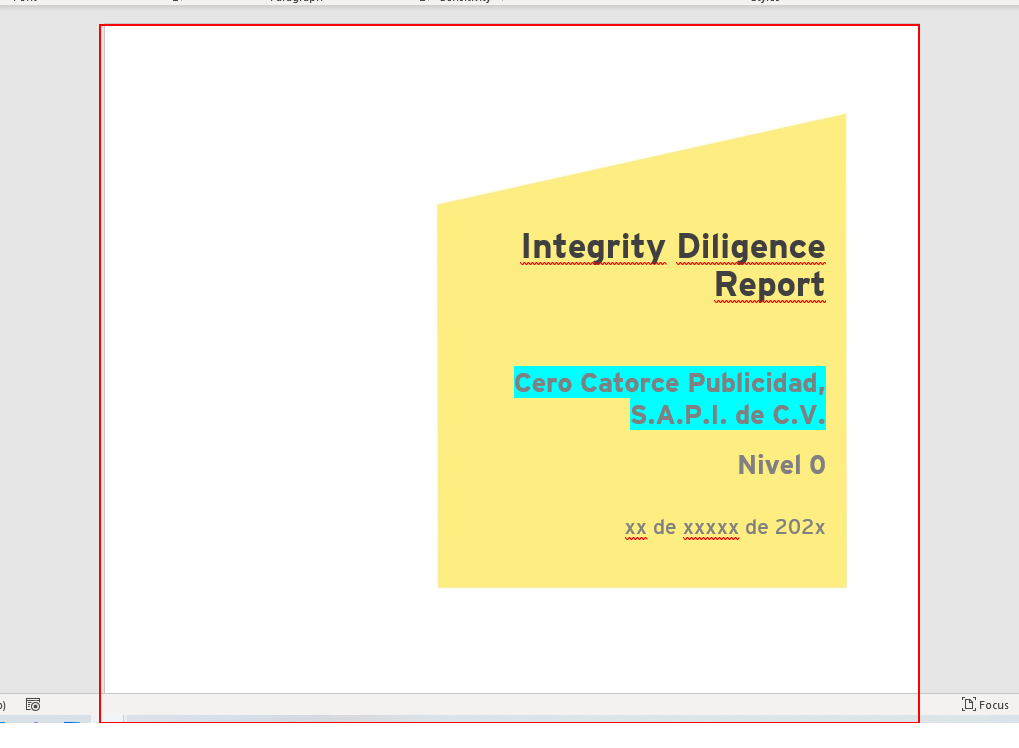 Integrity Diligence
Report
Cero Catorce Publicidad,
S.A.P.I. de C.V.
Nivel 0
xx de xxxxx de 202x
Focus